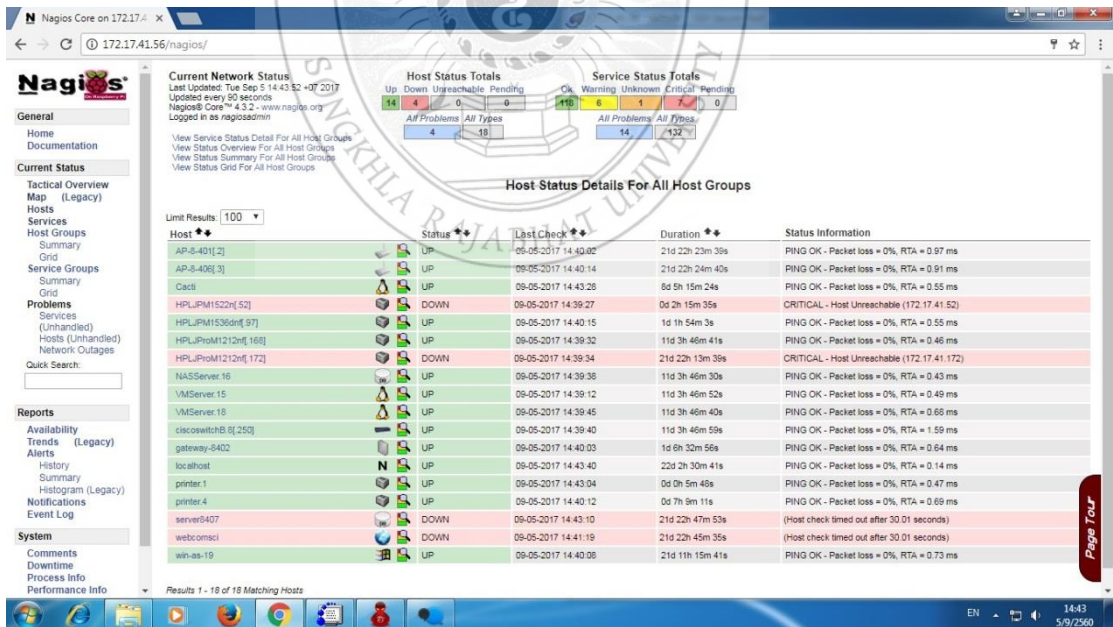 Nagios Core on 172.17.4
172.17.41.56/nagios/
Nagios
On Raspberry Pi
General
Home
Documentation
Current Status
Tactical Overview
Map (Legacy)
Hosts
Services
Host Groups
Summary
Grid
Service Groups
Summary
Grid
Problems
Services
(Unhandled)
Hosts (Unhandled)
Network Outages
Quick Search:
Reports
Availability
Trends (Legacy)
Alerts
History
Summary
Histogram (Legacy)
Notifications
Event Log
System
Comments
Downtime
Process Info
Performance Info
Current Network Status
Last Updated: Tue Sep 5 14:43:52 +07 2017
Updated every 90 seconds
Nagios® Core™ 4.3.2 - www.nagios.org
Logged in as nagiosadmin
View Service Status Detail For All Host Groups
View Status Overview For All Host Groups
View Status Summary For All Host Groups
View Status Grid For All Host Groups
Host Status Totals
Up Down Unreachable Pending
14 4 0 0
All Problems All Types
4 18
Service Status Totals
Ok Warning Unknown Critical Pending
118 6 1 7 0
All Problems All Types
14 132
SONGKHLA RAJABHAT UNIVERSITY
Host Status Details For All Host Groups
Limit Results: 100
Host Status Last Check Duration Status Information
AP-8-401[.2] UP 09-05-2017 14:40:02 21d 22h 23m 39s PING OK - Packet loss = 0%, RTA = 0.97 ms
AP-8-406[.3] UP 09-05-2017 14:40:14 21d 22h 24m 40s PING OK - Packet loss = 0%, RTA = 0.91 ms
Cacti UP 09-05-2017 14:43:28 8d 5h 15m 24s PING OK - Packet loss = 0%, RTA = 0.55 ms
HPLJPM1522n[.52] DOWN 09-05-2017 14:39:27 0d 2h 15m 35s CRITICAL - Host Unreachable (172.17.41.52)
HPLJPM1536dnf[.97] UP 09-05-2017 14:40:15 1d 1h 54m 3s PING OK - Packet loss = 0%, RTA = 0.55 ms
HPLJProM1212nf[.168] UP 09-05-2017 14:39:32 11d 3h 46m 41s PING OK - Packet loss = 0%, RTA = 0.46 ms
HPLJProM1212nf[.172] DOWN 09-05-2017 14:39:34 21d 22h 13m 39s CRITICAL - Host Unreachable (172.17.41.172)
NASServer.16 UP 09-05-2017 14:39:38 11d 3h 46m 30s PING OK - Packet loss = 0%, RTA = 0.43 ms
VMServer.15 UP 09-05-2017 14:39:12 11d 3h 46m 52s PING OK - Packet loss = 0%, RTA = 0.49 ms
VMServer.18 UP 09-05-2017 14:39:45 11d 3h 46m 40s PING OK - Packet loss = 0%, RTA = 0.68 ms
ciscoswitchB.8[.250] UP 09-05-2017 14:39:40 11d 3h 46m 59s PING OK - Packet loss = 0%, RTA = 1.59 ms
gateway-8402 UP 09-05-2017 14:40:03 1d 6h 32m 56s PING OK - Packet loss = 0%, RTA = 0.64 ms
localhost UP 09-05-2017 14:43:40 22d 2h 30m 41s PING OK - Packet loss = 0%, RTA = 0.14 ms
printer.1 UP 09-05-2017 14:43:04 0d 0h 5m 48s PING OK - Packet loss = 0%, RTA = 0.47 ms
printer.4 UP 09-05-2017 14:40:12 0d 7h 9m 11s PING OK - Packet loss = 0%, RTA = 0.69 ms
server8407 DOWN 09-05-2017 14:43:10 21d 22h 47m 53s (Host check timed out after 30.01 seconds)
webcomsci DOWN 09-05-2017 14:41:19 21d 22h 45m 35s (Host check timed out after 30.01 seconds)
win-as-19 UP 09-05-2017 14:40:08 21d 11h 15m 41s PING OK - Packet loss = 0%, RTA = 0.73 ms
Results 1 - 18 of 18 Matching Hosts
Page Tour
EN
14:43
5/9/2560